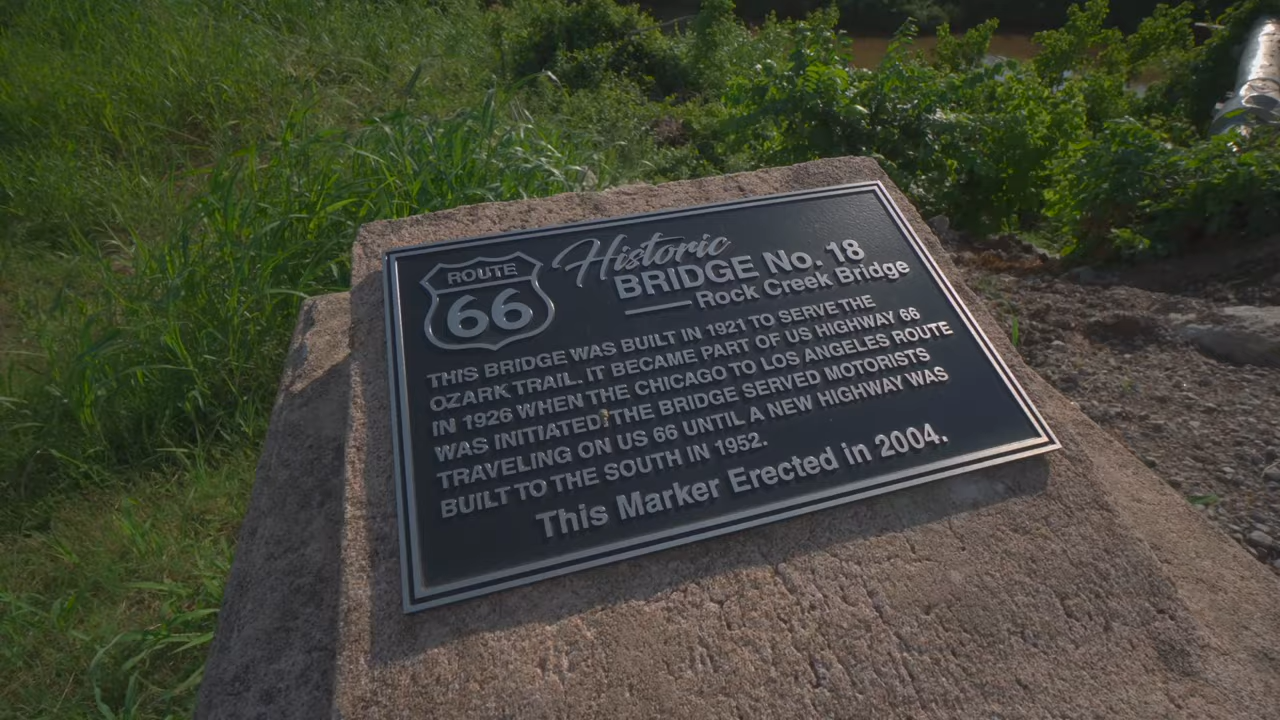 ROUTE
66
Historic
BRIDGE No. 18
Rock Creek Bridge
THIS BRIDGE WAS BUILT IN 1921 TO SERVE THE
OZARK TRAIL. IT BECAME PART OF US HIGHWAY 66
IN 1926 WHEN THE CHICAGO TO LOS ANGELES ROUTE
WAS INITIATED THE BRIDGE SERVED MOTORISTS
TRAVELING ON US 66 UNTIL A NEW HIGHWAY WAS
BUILT TO THE SOUTH IN 1952.
This Marker Erected in 2004.